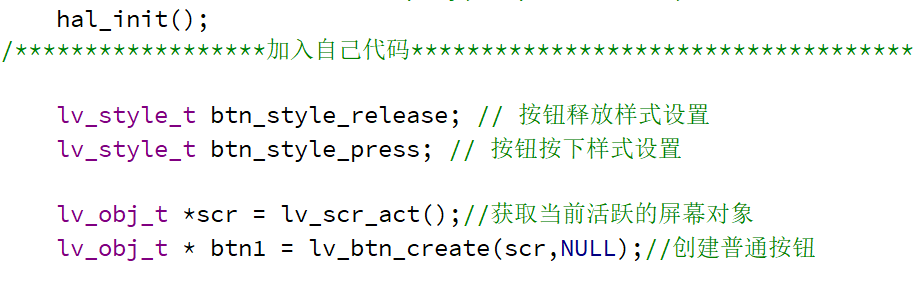 hal_init();
/******************加入自己代码************************************
lv_style_t btn_style_release; // 按钮释放样式设置
lv_style_t btn_style_press; // 按钮按下样式设置
lv_obj_t *scr = lv_scr_act();//获取当前活跃的屏幕对象
lv_obj_t * btn1 = lv_btn_create(scr,NULL);//创建普通按钮